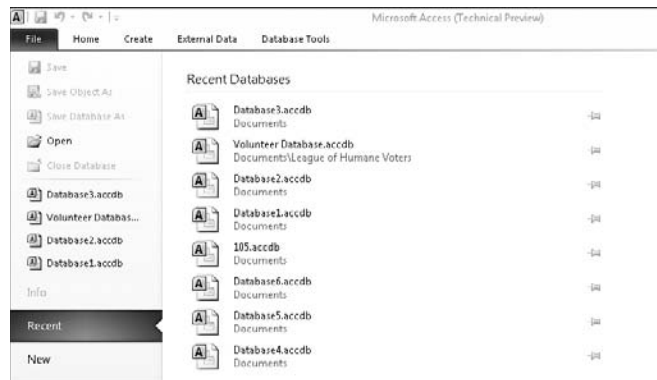 Microsoft Access (Technical Preview)
File Home Create External Data Database Tools
Save
Save Object As
Save Database As
Open
Close Database
Database3.accdb
Volunteer Databas...
Database2.accdb
Database1.accdb
Info
Recent
New
Recent Databases
Database3.accdb
Documents
Volunteer Database.accdb
Documents\League of Humane Voters
Database2.accdb
Documents
Database1.accdb
Documents
105.accdb
Documents
Database6.accdb
Documents
Database5.accdb
Documents
Database4.accdb
Documents